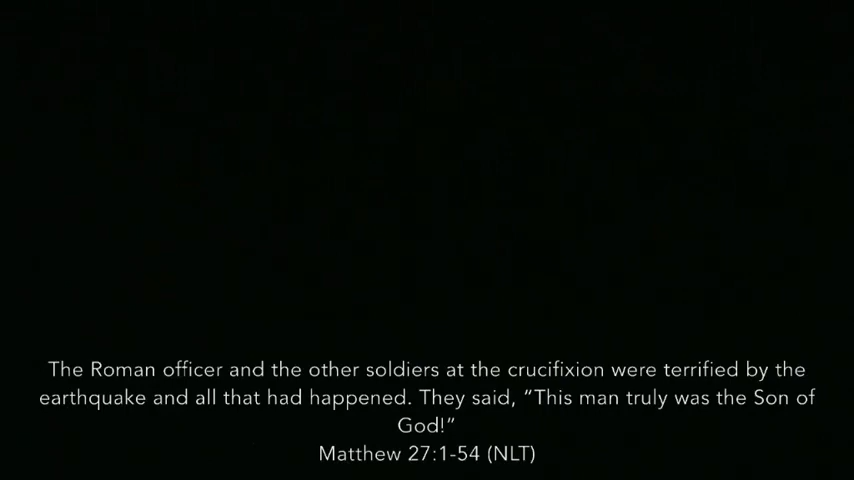 The Roman officer and the other soldiers at the crucifixion were terrified by the
earthquake and all that had happened. They said, “This man truly was the Son of
God!”
Matthew 27:1-54 (NLT)